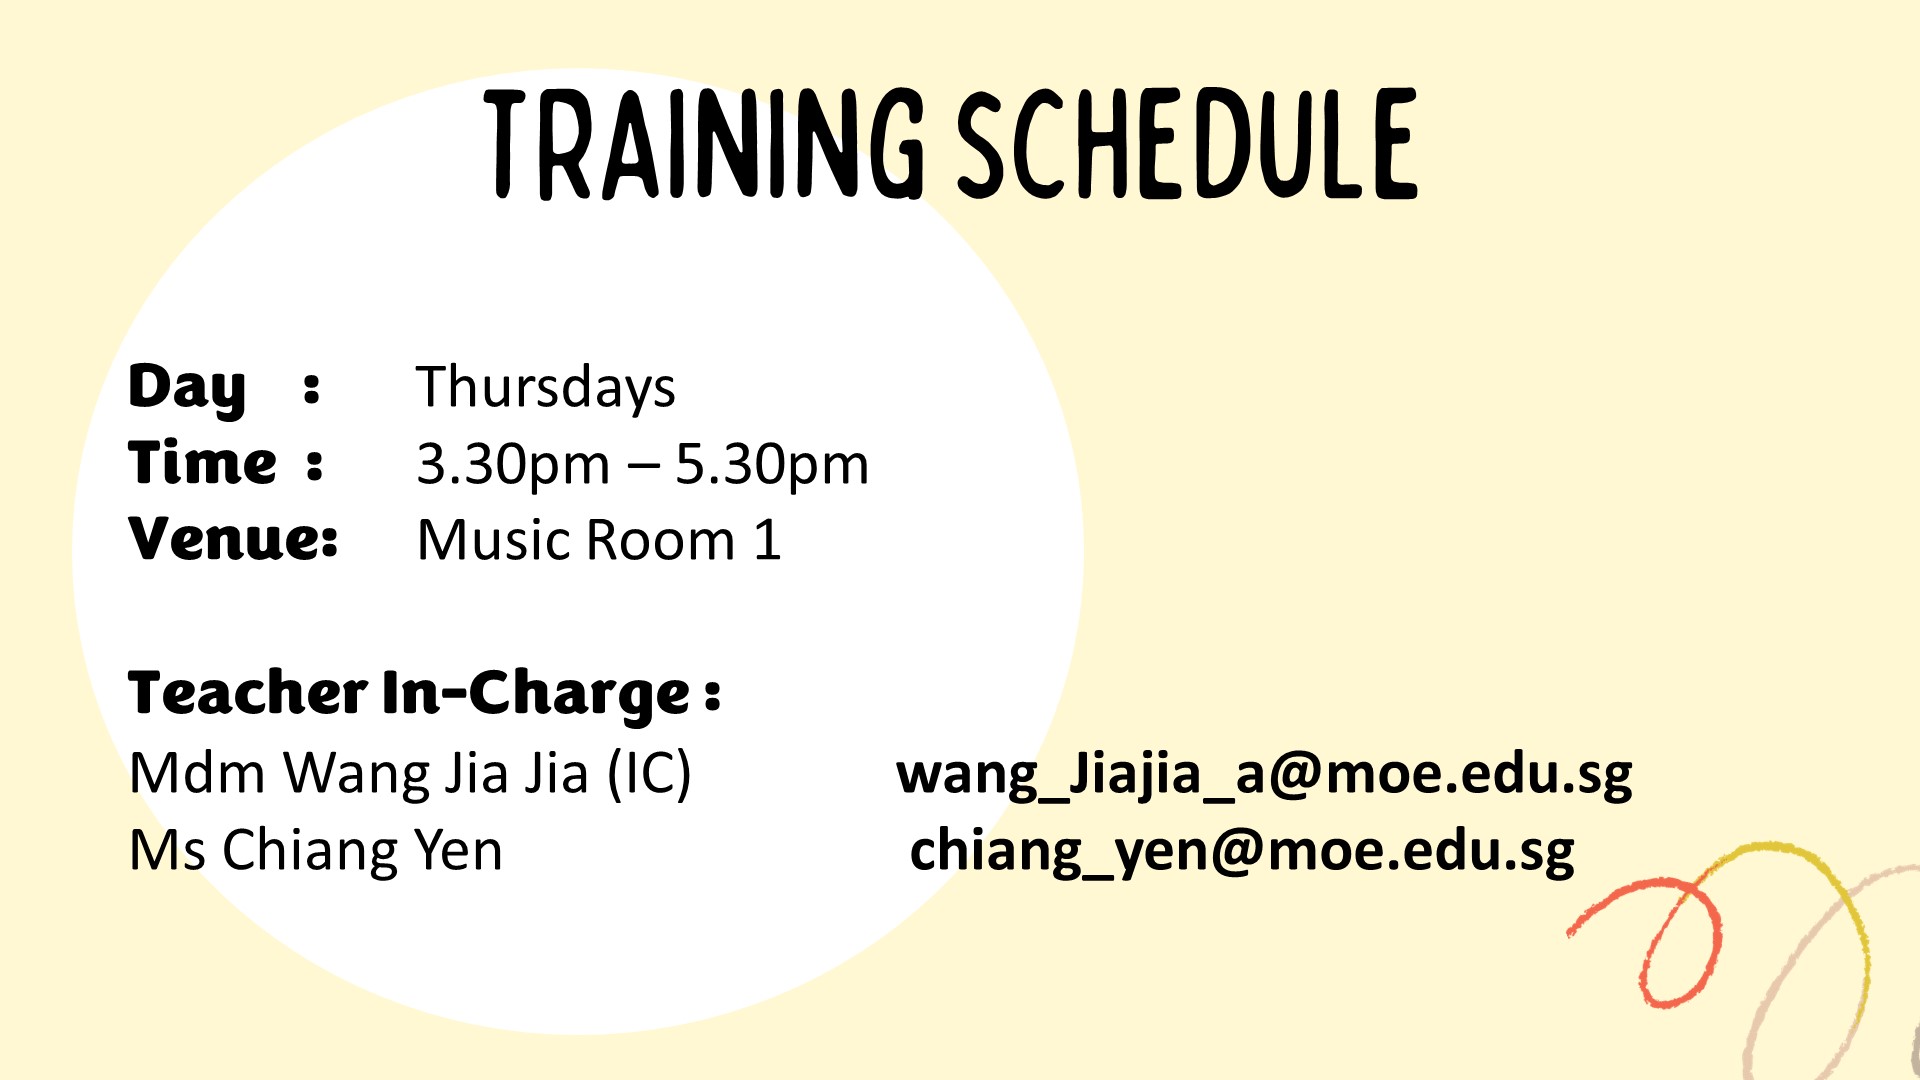 TRAINING SCHEDULE
Day : Thursdays
Time : 3.30pm – 5.30pm
Venue: Music Room 1
Teacher In-Charge :
Mdm Wang Jia Jia (IC) wang_Jiajia_a@moe.edu.sg
Ms Chiang Yen chiang_yen@moe.edu.sg